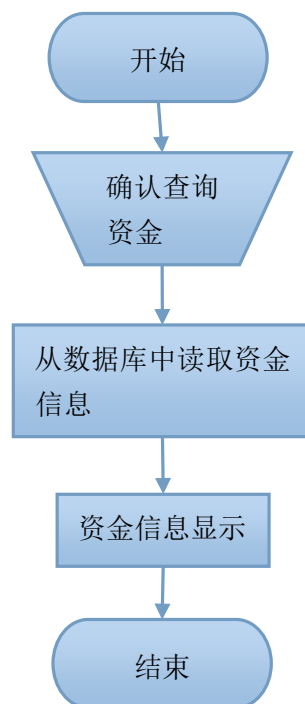 开始
确认查询
资金
从数据库中读取资金
信息
资金信息显示
结束